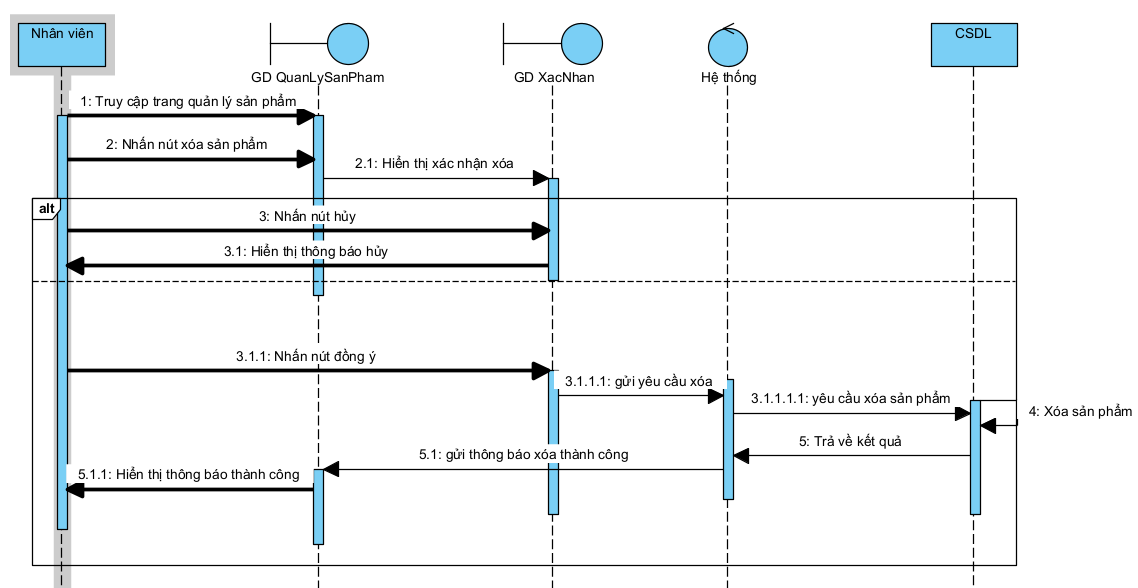 Nhân viên
GD QuanLySanPham
GD XacNhan
Hệ thống
CSDL
1: Truy cập trang quản lý sản phẩm
2: Nhấn nút xóa sản phẩm
2.1: Hiển thị xác nhận xóa
alt
3: Nhấn nút hủy
3.1: Hiển thị thông báo hủy
3.1.1: Nhấn nút đồng ý
3.1.1.1: gửi yêu cầu xóa
3.1.1.1.1: yêu cầu xóa sản phẩm
4: Xóa sản phẩm
5: Trả về kết quả
5.1: gửi thông báo xóa thành công
5.1.1: Hiển thị thông báo thành công